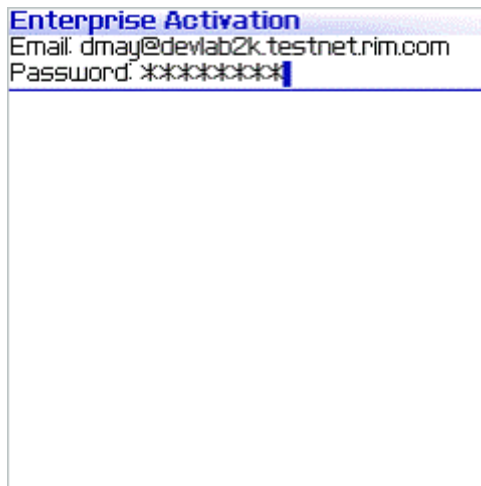 Enterprise Activation
Email: dmay@devlab2k.testnet.rim.com
Password: ********